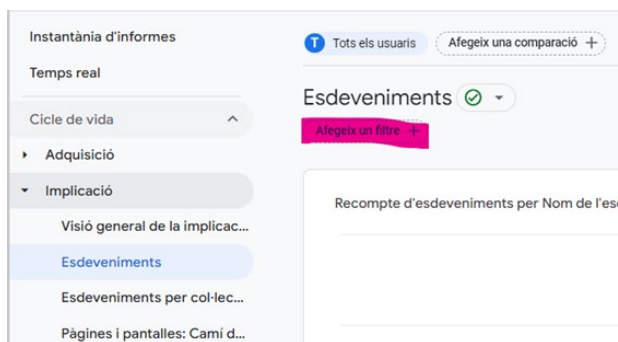 Instantània d'informes
Temps real
Cicle de vida
Adquisició
Implicació
Visió general de la implicac...
Esdeveniments
Esdeveniments per col·lec...
Pàgines i pantalles: Camí d...
T Tots els usuaris Afegeix una comparació +
Esdeveniments
Afegeix un filtre +
Recompte d'esdeveniments per Nom de l'es